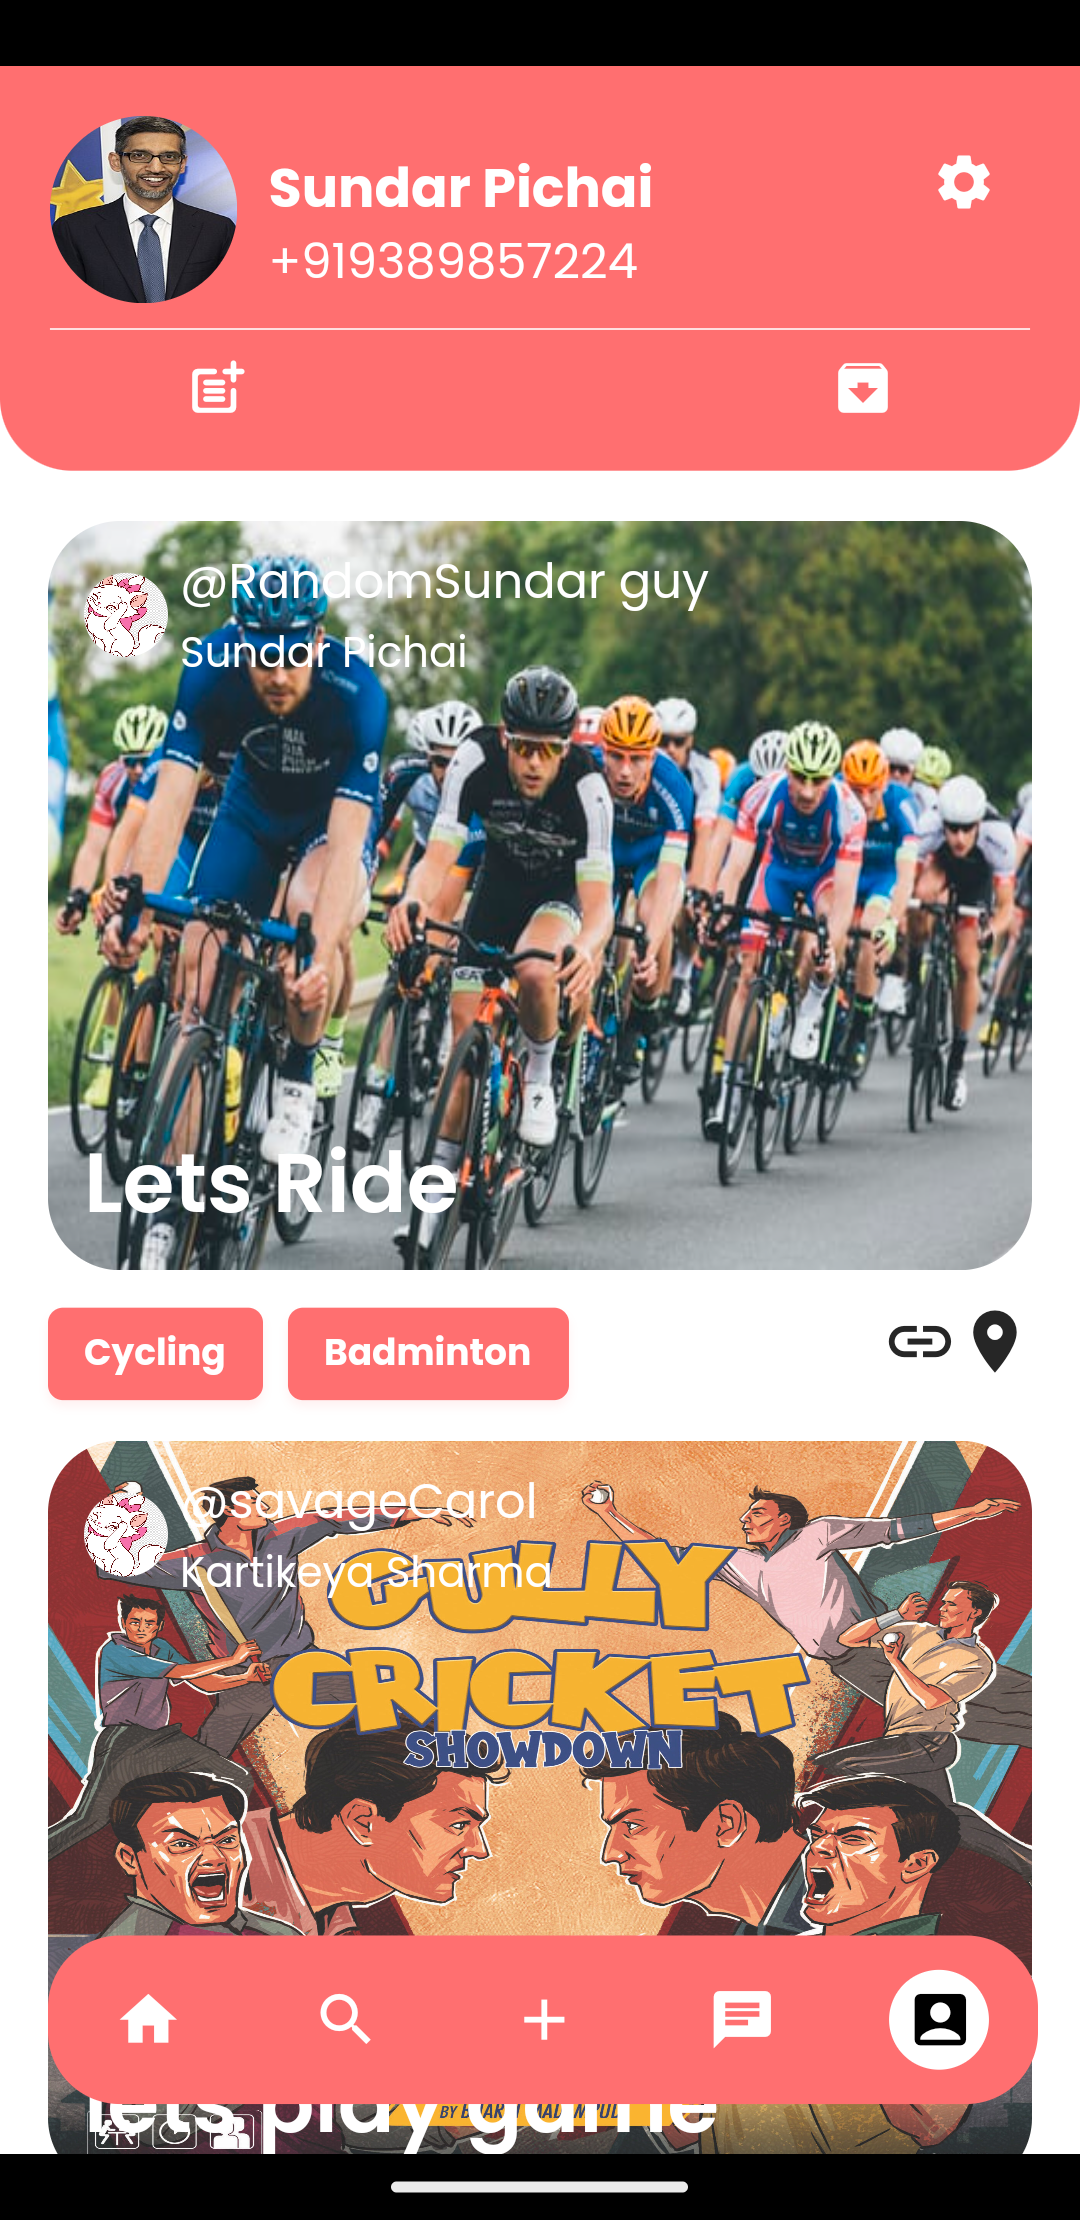 Sundar Pichai
+919389857224
@RandomSundar guy
Sundar Pichai
Lets Ride
Cycling
Badminton
@savageCarol
Kartikeya Sharma
GULLY
CRICKET
SHOWDOWN
lets play game
BY